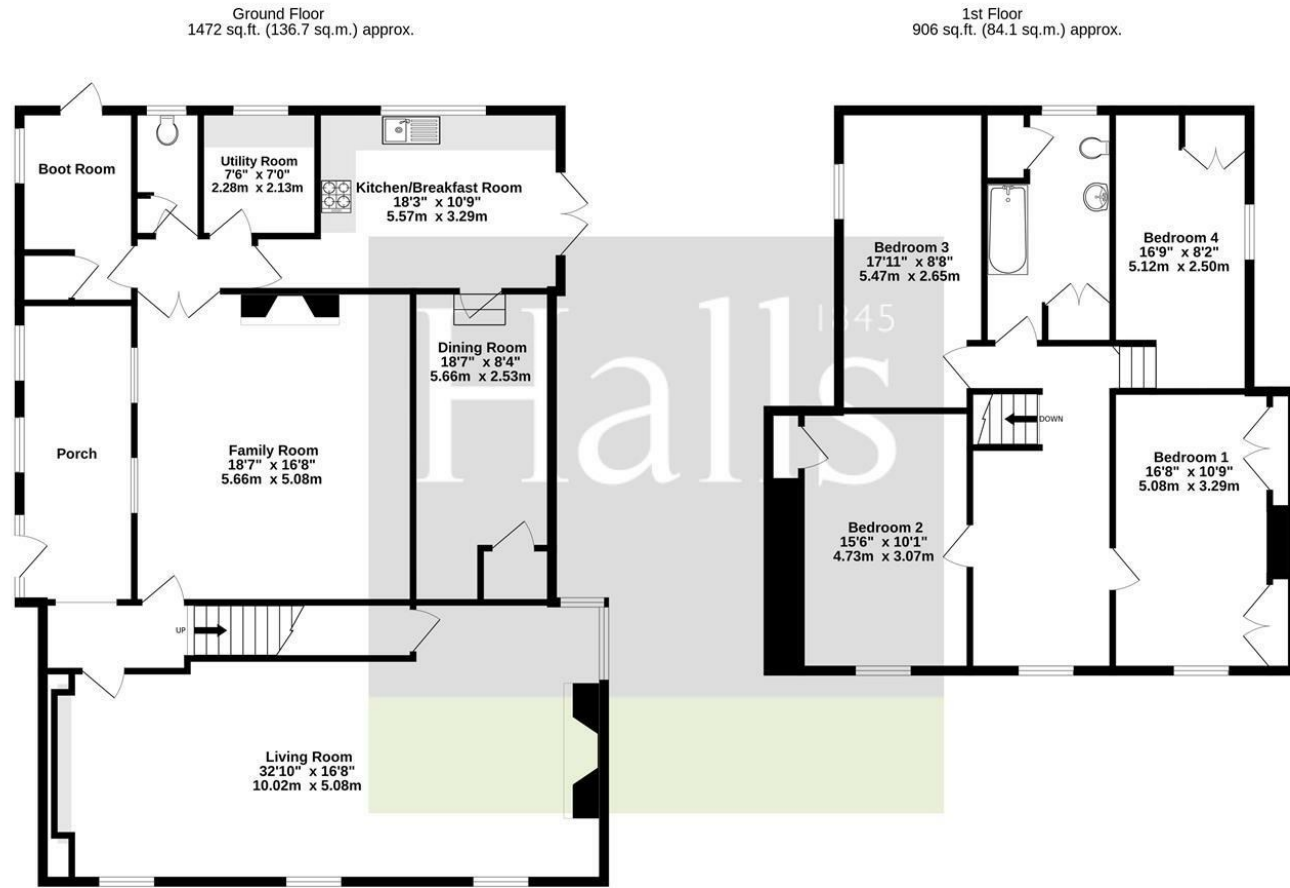 Ground Floor
1472 sq.ft. (136.7 sq.m.) approx.
1st Floor
906 sq.ft. (84.1 sq.m.) approx.
Boot Room
Utility Room
7'6" x 7'0"
2.28m x 2.13m
Kitchen/Breakfast Room
18'3" x 10'9"
5.57m x 3.29m
Dining Room
18'7" x 8'4"
5.66m x 2.53m
Porch
Family Room
18'7" x 16'8"
5.66m x 5.08m
UP
Living Room
32'10" x 16'8"
10.02m x 5.08m
Halls
1845
Bedroom 3
17'11" x 8'8"
5.47m x 2.65m
Bedroom 4
16'9" x 8'2"
5.12m x 2.50m
DOWN
Bedroom 2
15'6" x 10'1"
4.73m x 3.07m
Bedroom 1
16'8" x 10'9"
5.08m x 3.29m